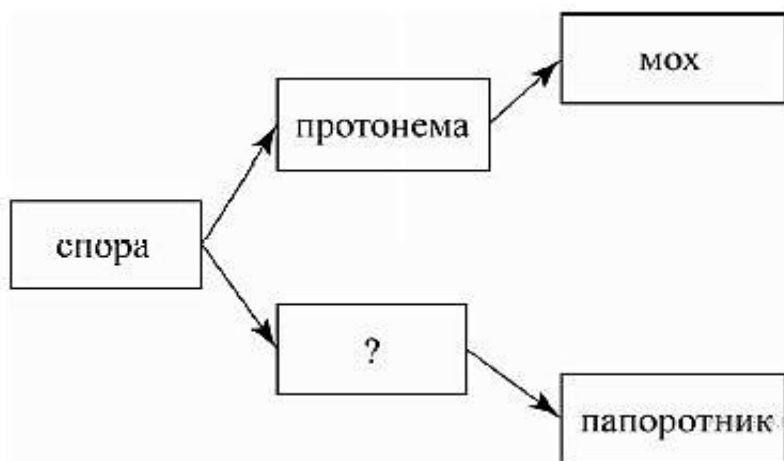 мох
протонема
спора
?
папоротник